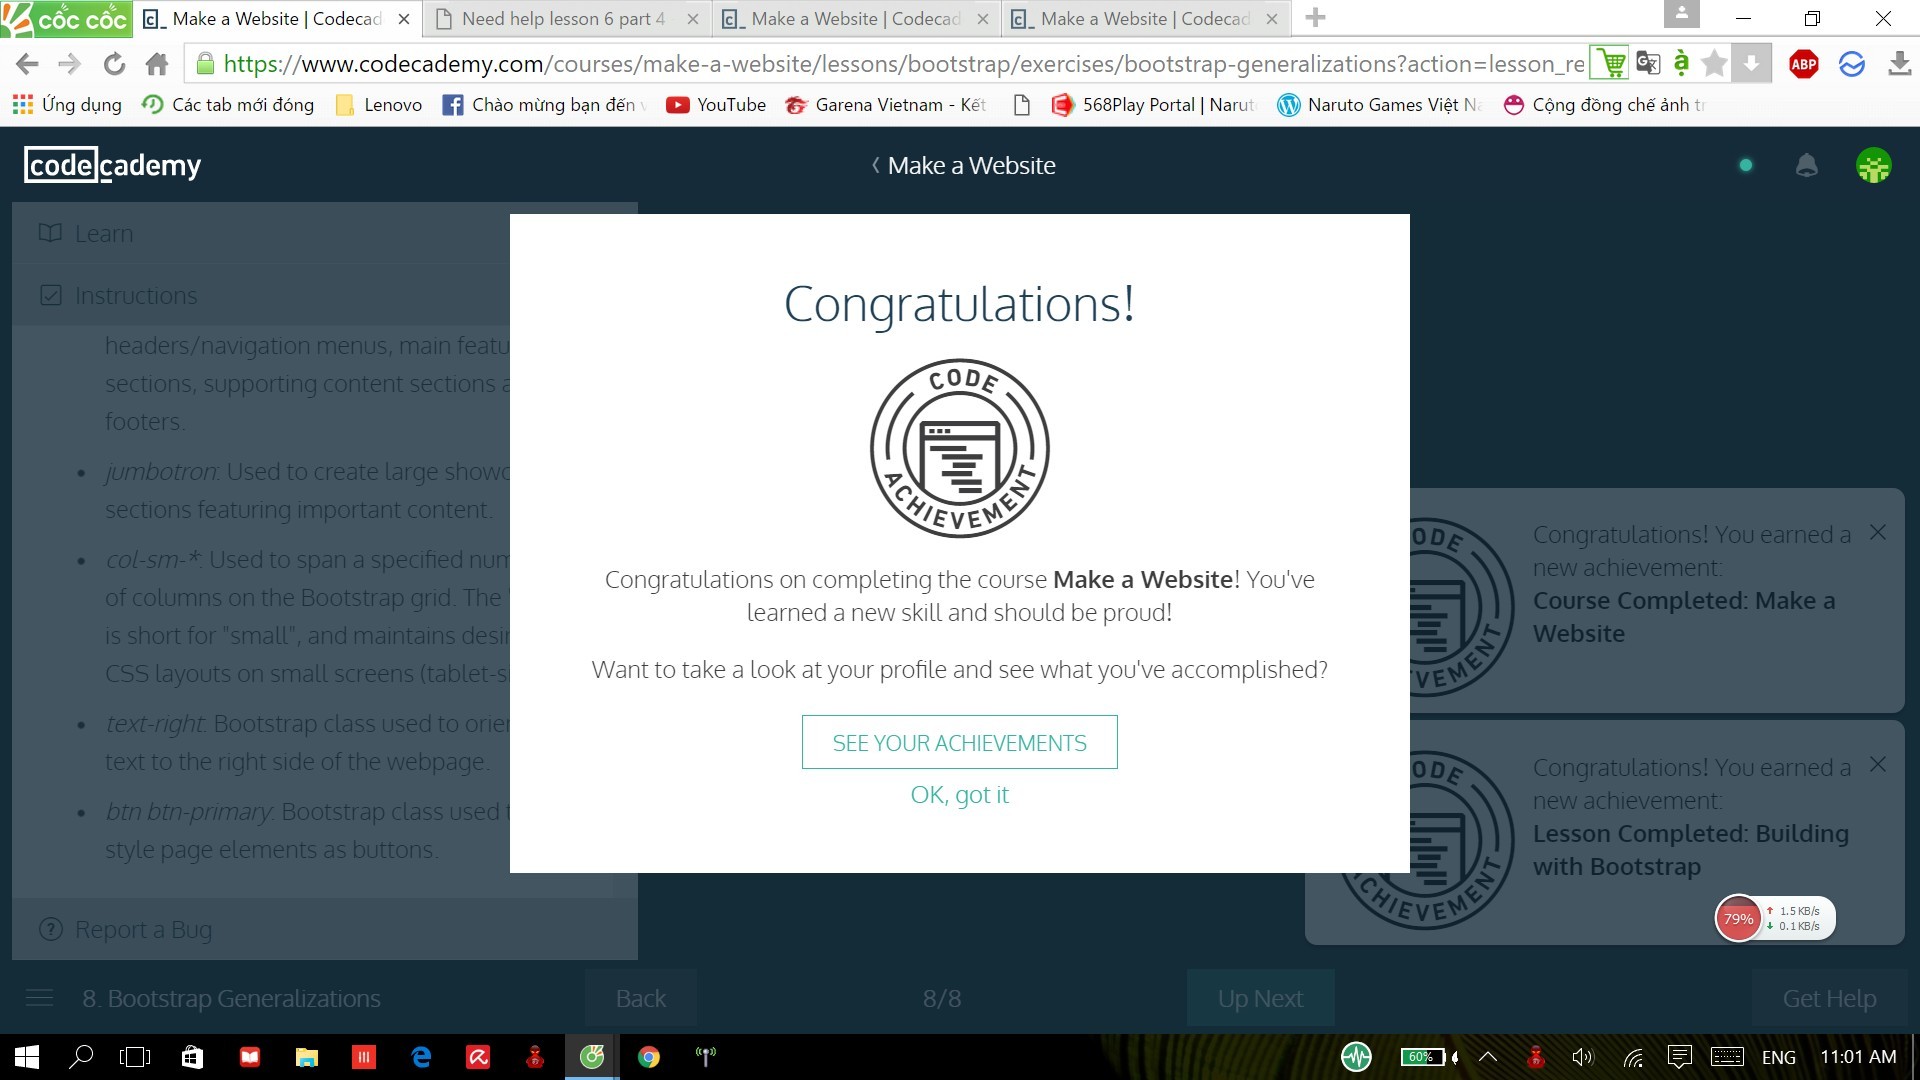 cốc cốc
Make a Website | Codecad
Need help lesson 6 part 4
Make a Website | Codecad
Make a Website | Codecad
https://www.codecademy.com/courses/make-a-website/lessons/bootstrap/exercises/bootstrap-generalizations?action=lesson_re
ABP
Ứng dụng
Các tab mới đóng
Lenovo
Chào mừng bạn đến v
YouTube
Garena Vietnam - Kết
568Play Portal | Narut
Naruto Games Việt Na
Cộng đồng chế ảnh tr
codecademy
Make a Website
Learn
Instructions
headers/navigation menus, main featu
sections, supporting content sections a
footers.
• jumbotron: Used to create large showc
sections featuring important content.
• col-sm-*: Used to span a specified num
of columns on the Bootstrap grid. The "
is short for "small", and maintains desir
CSS layouts on small screens (tablet-s
• text-right: Bootstrap class used to orie
text to the right side of the webpage.
• btn btn-primary: Bootstrap class used t
style page elements as buttons.
Report a Bug
Congratulations!
CODE
ACHIEVEMENT
Congratulations on completing the course Make a Website! You've
learned a new skill and should be proud!
Want to take a look at your profile and see what you've accomplished?
SEE YOUR ACHIEVEMENTS
OK, got it
ODE
VEMENT
Congratulations! You earned a
new achievement:
Course Completed: Make a
Website
ODE
CHIEVEMENT
Congratulations! You earned a
new achievement:
Lesson Completed: Building
with Bootstrap
79%
1.5 KB/s
0.1 KB/s
8. Bootstrap Generalizations
Back
8/8
Up Next
Get Help
60%
ENG
11:01 AM